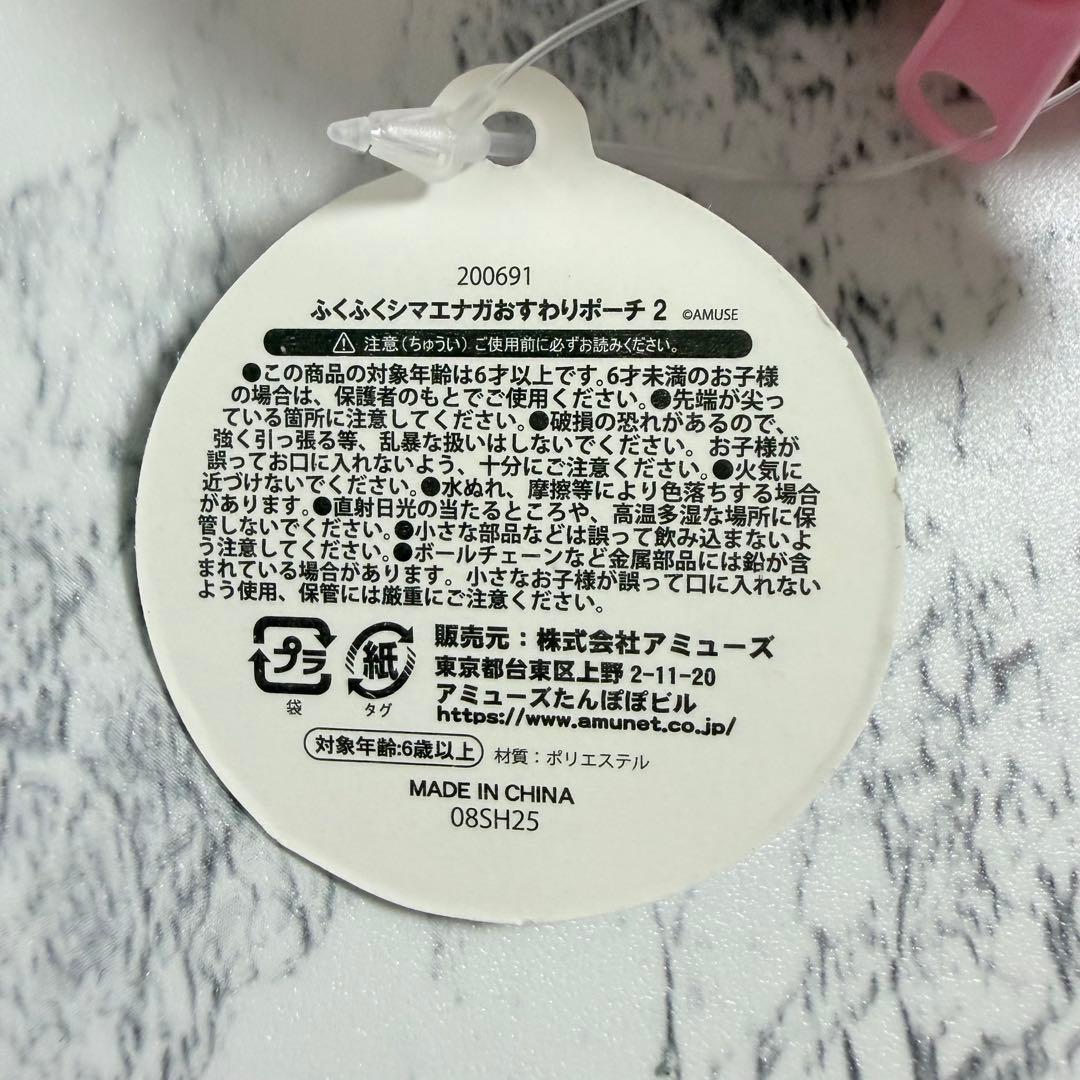 200691
ふくふくシマエナガおすわりポーチ 2 ©AMUSE
注意(ちゅうい) ご使用前に必ずお読みください。
●この商品の対象年齢は6才以上です。6才未満のお子様
の場合は、保護者のもとでご使用ください。●先端が尖っ
ている箇所に注意してください。●破損の恐れがあるので、
強く引っ張る等、乱暴な扱いはしないでください。お子様が
誤ってお口に入れないよう、十分にご注意ください。●火気に
近づけないでください。●水ぬれ、摩擦等により色落ちする場合
があります。●直射日光の当たるところや、高温多湿な場所に保
管しないでください。●小さな部品などは誤って飲み込まないよ
う注意してください。●ボールチェーンなど金属部品には鉛が含
まれている場合があります。小さなお子様が誤って口に入れない
よう使用、保管には厳重にご注意ください。
プラ
袋
紙
タグ
販売元:株式会社アミューズ
東京都台東区上野 2-11-20
アミューズたんぽぽビル
https://www.amunet.co.jp/
対象年齢:6歳以上 材質:ポリエステル
MADE IN CHINA
08SH25